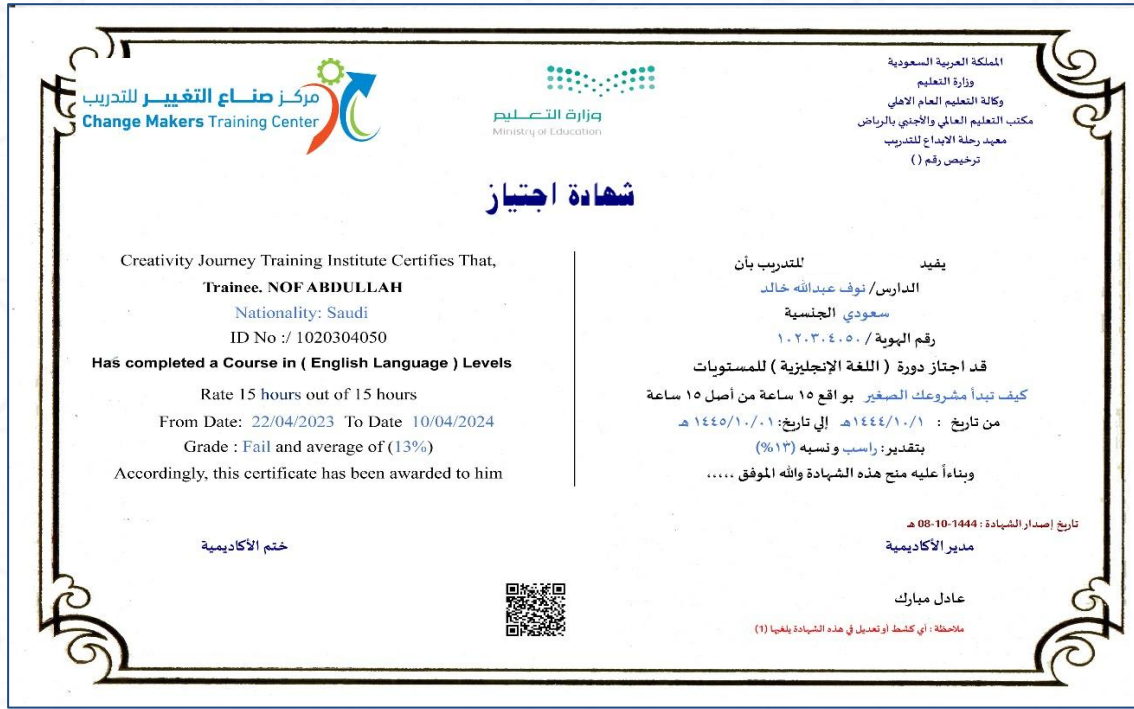 مركز صناع التغيير للتدريب
Change Makers Training Center
وزارة التعليم
Ministry of Education
المملكة العربية السعودية
وزارة التعليم
وكالة التعليم العام الاهلي
مكتب التعليم العالي والأجنبي بالرياض
معهد رحلة الابداع للتدريب
ترخيص رقم ( )
شهادة اجتياز
Creativity Journey Training Institute Certifies That,
Trainee. NOF ABDULLAH
Nationality: Saudi
ID No :/ 1020304050
Has completed a Course in ( English Language ) Levels
Rate 15 hours out of 15 hours
From Date: 22/04/2023 To Date 10/04/2024
Grade : Fail and average of (13%)
Accordingly, this certificate has been awarded to him
يفيد للتدريب بأن
الدارس/ نوف عبدالله خالد
سعودي الجنسية
رقم الهوية / ١٠٢٠٣٠٤٠٥٠
قد اجتاز دورة ( اللغة الإنجليزية ) للمستويات
كيف تبدأ مشروعك الصغير بو اقع ١٥ ساعة من أصل ١٥ ساعة
من تاريخ : ١٤٤٤/١٠/١هـ إلي تاريخ: ١٤٤٥/١٠/٠١ هـ
بتقدير: راسب و نسبه (١٣%)
وبناءاً عليه منح هذه الشهادة والله الموفق .....
تاريخ إصدار الشهادة : 1444-10-08 هـ
مدير الأكاديمية
ختم الأكاديمية
عادل مبارك
ملاحظة : أي كشط أو تعديل في هذه الشهادة يلغيها (1)